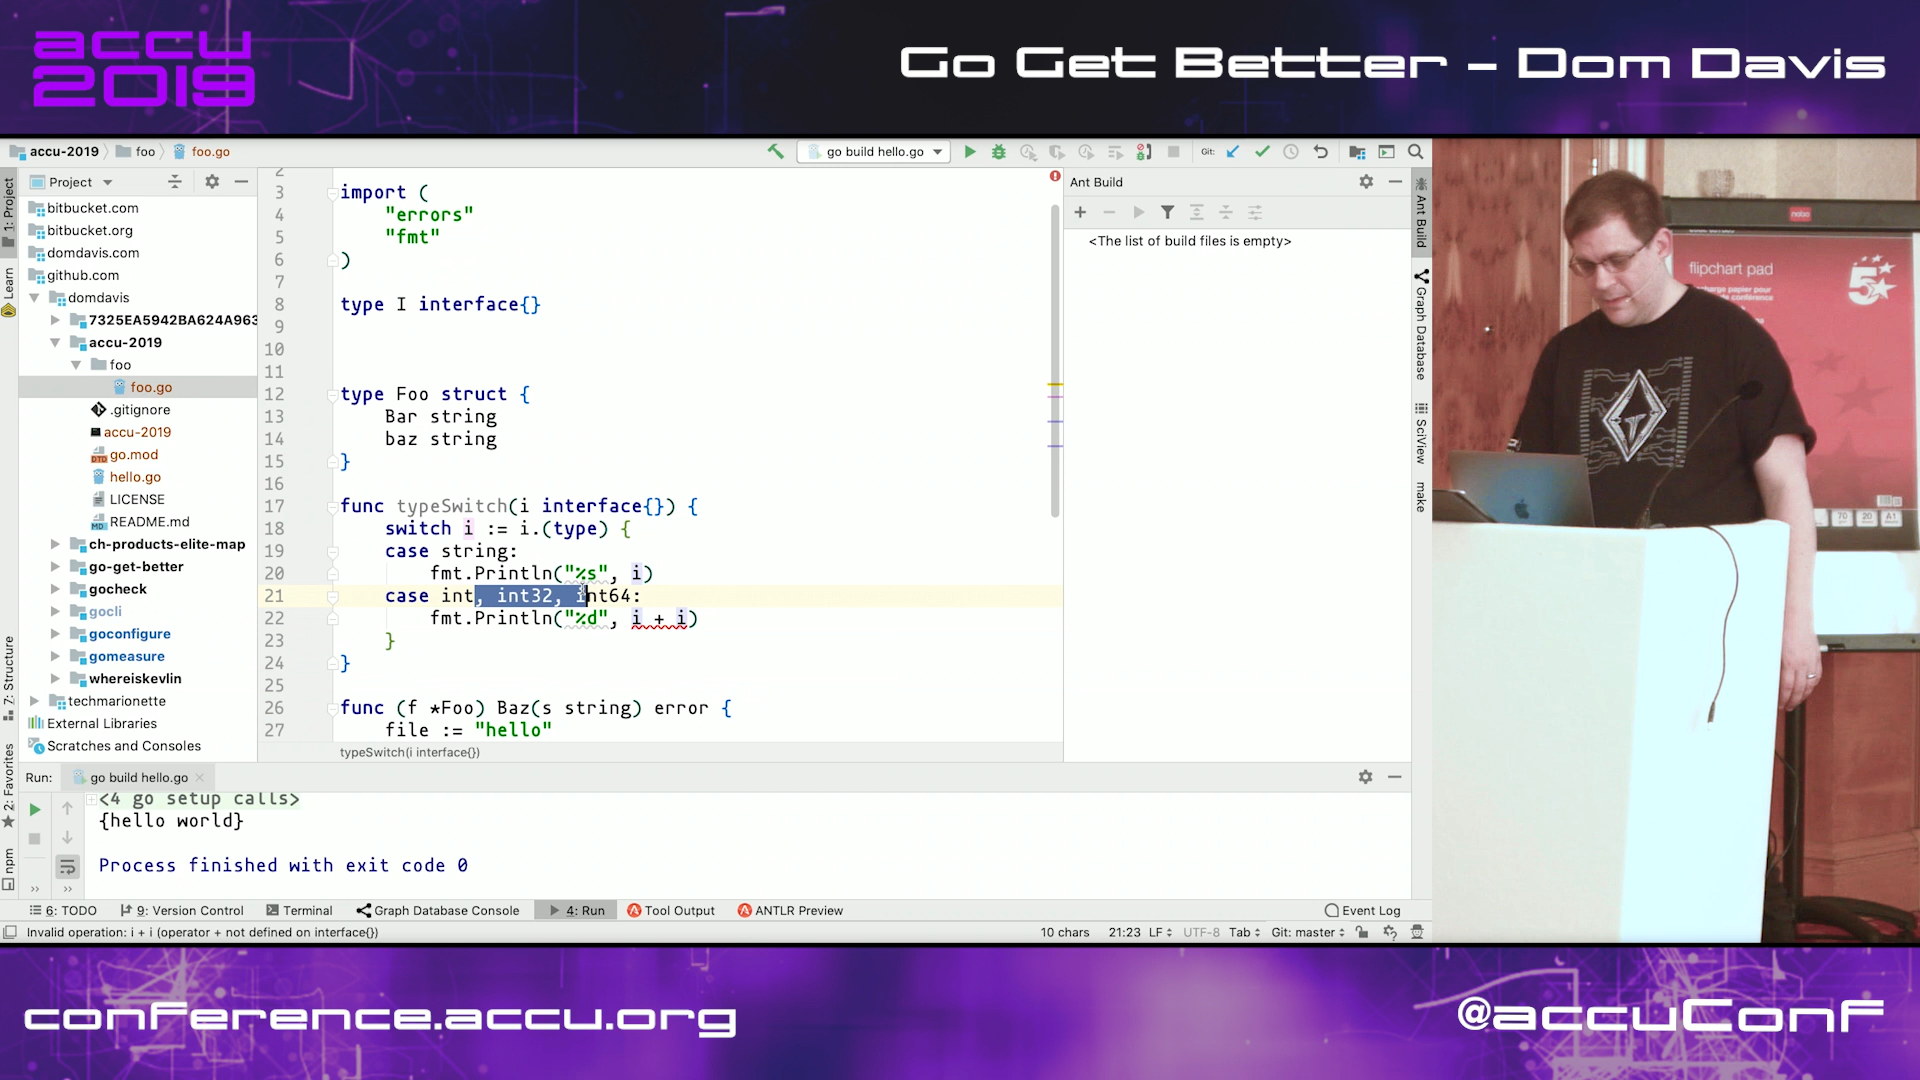 accu
2019
Go Get Better - Dom Davis
accu-2019
foo
foo.go
go build hello.go
Git:
1: Project
Learn
Z: Structure
2: Favorites
npm
Project
bitbucket.com
bitbucket.org
domdavis.com
github.com
domdavis
7325EA5942BA624A963
accu-2019
foo
foo.go
.gitignore
accu-2019
go.mod
hello.go
LICENSE
README.md
ch-products-elite-map
go-get-better
gocheck
gocli
goconfigure
gomeasure
whereiskevlin
techmarionette
External Libraries
Scratches and Consoles
2
3 import (
4 "errors"
5 "fmt"
6 )
7
8 type I interface{}
9
10
11
12 type Foo struct {
13 Bar string
14 baz string
15 }
16
17 func typeSwitch(i interface{}) {
18 switch i := i.(type) {
19 case string:
20 fmt.Println("%s", i)
21 case int, int32, int64:
22 fmt.Println("%d", i + i)
23 }
24 }
25
26 func (f *Foo) Baz(s string) error {
27 file := "hello"
typeSwitch(i interface{})
Ant Build
<The list of build files is empty>
Ant Build
Graph Database
SciView
make
Run:
go build hello.go
<4 go setup calls>
{hello world}
Process finished with exit code 0
6: TODO
9: Version Control
Terminal
Graph Database Console
4: Run
Tool Output
ANTLR Preview
Event Log
Invalid operation: i + i (operator + not defined on interface{})
10 chars
21:23
LF
UTF-8
Tab
Git: master
nobo
flipchart pad
5
70 20 A1
conference.accu.org
@accuConf